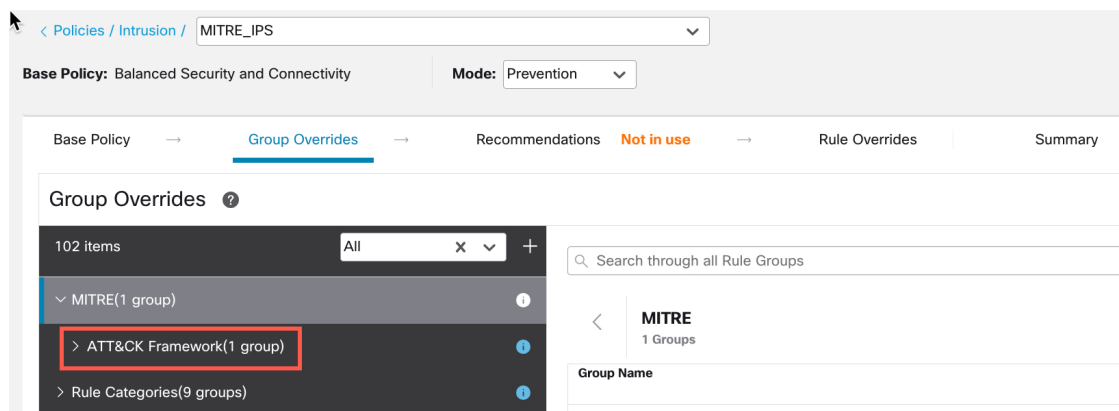 < Policies / Intrusion / MITRE_IPS
Base Policy: Balanced Security and Connectivity Mode: Prevention
Base Policy → Group Overrides → Recommendations Not in use → Rule Overrides Summary
Group Overrides ?
102 items All X +
Search through all Rule Groups
MITRE(1 group) i
ATT&CK Framework(1 group) i
Rule Categories(9 groups) i
MITRE
1 Groups
Group Name